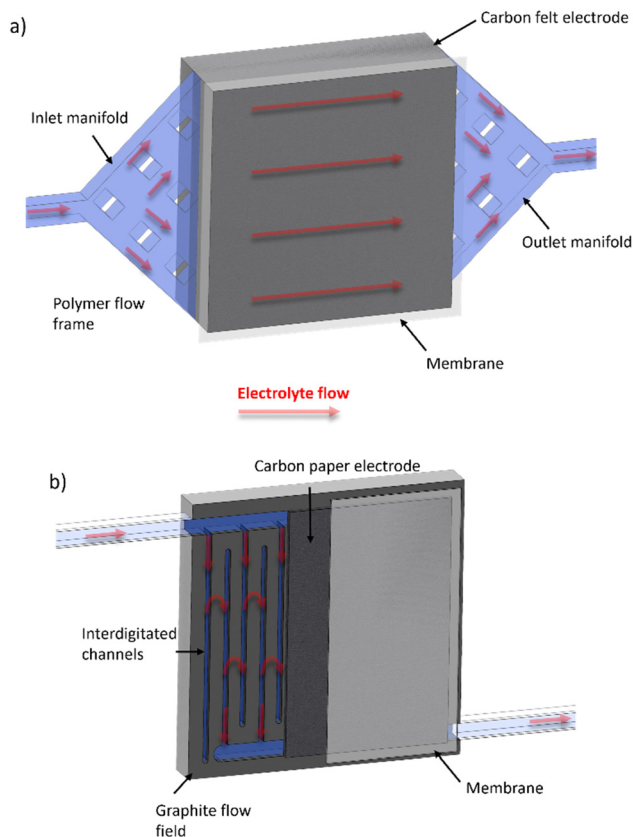 a)
Carbon felt electrode
Inlet manifold
Outlet manifold
Polymer flow
frame
Membrane
Electrolyte flow
Carbon paper electrode
b)
Interdigitated
channels
Graphite flow
field
Membrane